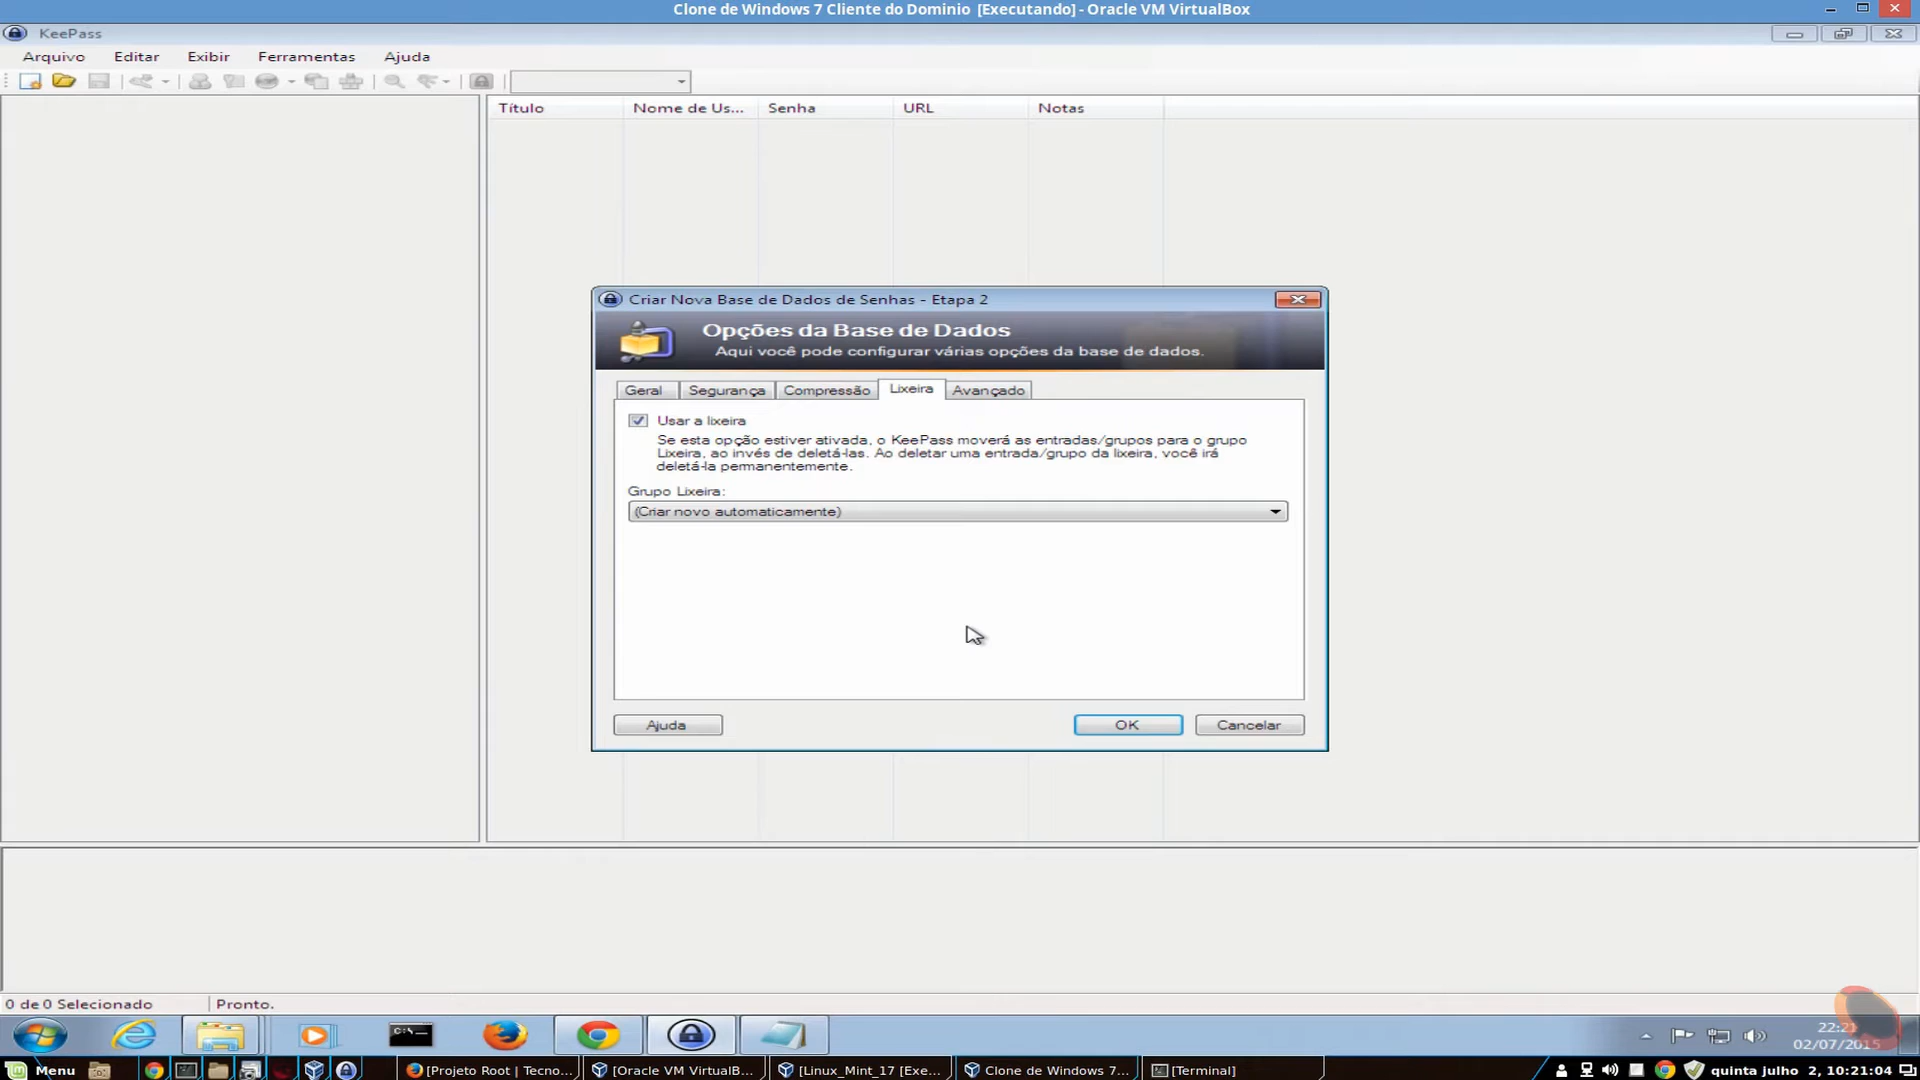 Clone de Windows 7 Cliente do Dominio [Executando] - Oracle VM VirtualBox
KeePass
Arquivo Editar Exibir Ferramentas Ajuda
Título Nome de Us... Senha URL Notas
Criar Nova Base de Dados de Senhas - Etapa 2
Opções da Base de Dados
Aqui você pode configurar várias opções da base de dados.
Geral Segurança Compressão Lixeira Avançado
Usar a lixeira
Se esta opção estiver ativada, o KeePass moverá as entradas/grupos para o grupo
Lixeira, ao invés de deletá-las. Ao deletar uma entrada/grupo da lixeira, você irá
deletá-la pemanentemente.
Grupo Lixeira:
(Criar novo automaticamente)
Ajuda OK Cancelar
0 de 0 Selecionado Pronto.
C:\
22:21
02/07/2015
Menu [Projeto Root | Tecno... [Oracle VM VirtualB... [Linux_Mint_17 [Exe... Clone de Windows 7... [Terminal] quinta julho 2, 10:21:04